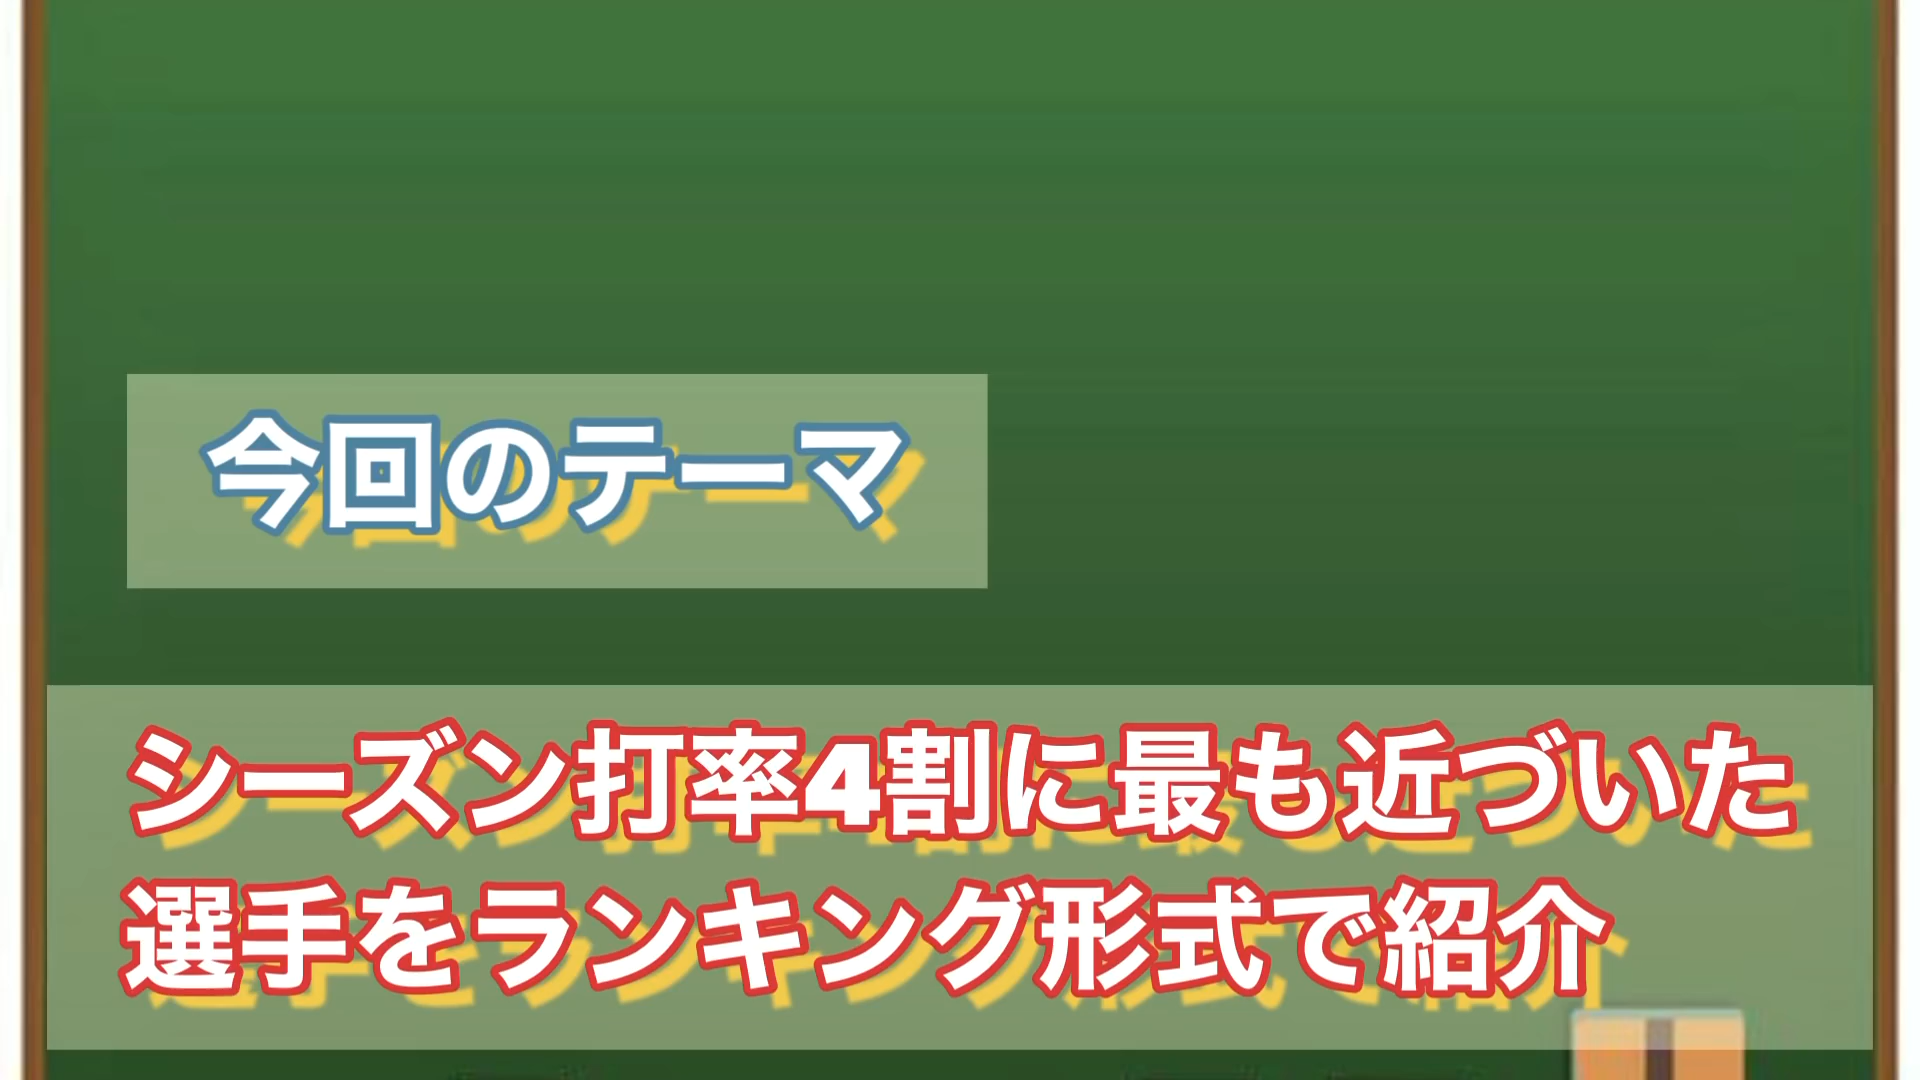 今回のテーマ
シーズン打率4割に最も近づいた
選手をランキング形式で紹介